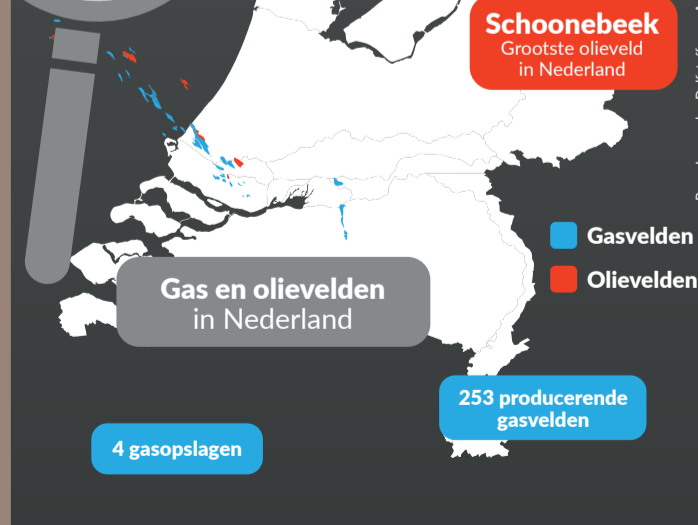 Schoonebeek
Grootste olieveld
in Nederland
Gasvelden
Olievelden
Gas en olievelden
in Nederland
253 producerende
gasvelden
4 gasopslagen